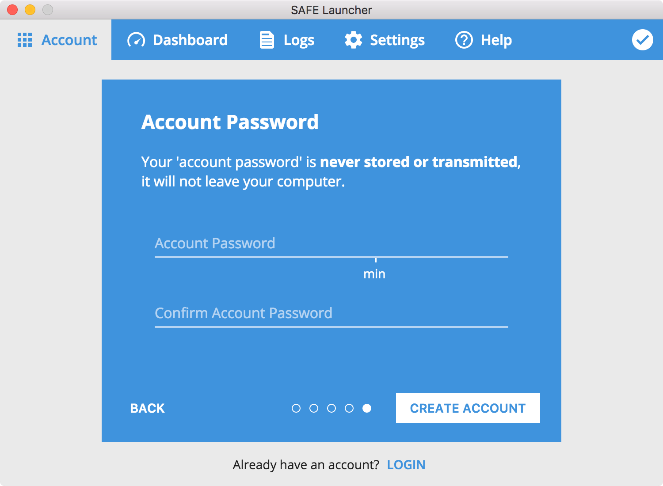 SAFE Launcher
Account Dashboard Logs Settings Help
Account Password
Your 'account password' is never stored or transmitted,
it will not leave your computer.
Account Password
min
Confirm Account Password
BACK CREATE ACCOUNT
Already have an account? LOGIN